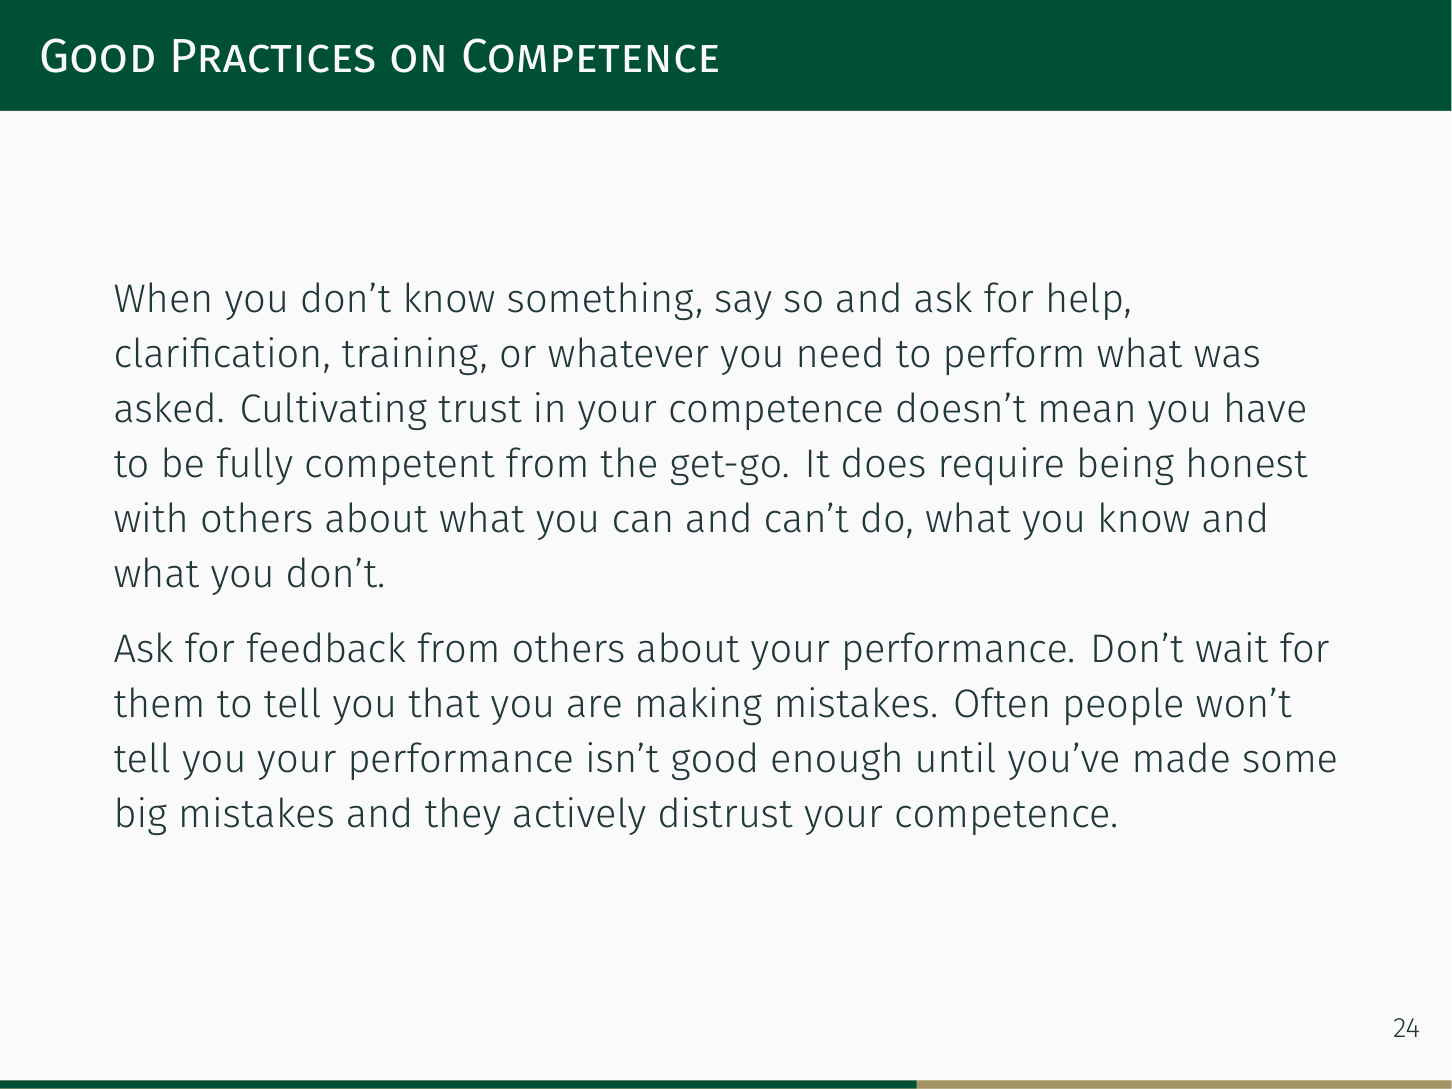 Good Practices on Competence
When you don’t know something, say so and ask for help,
clarification, training, or whatever you need to perform what was
asked. Cultivating trust in your competence doesn’t mean you have
to be fully competent from the get-go. It does require being honest
with others about what you can and can’t do, what you know and
what you don’t.
Ask for feedback from others about your performance. Don’t wait for
them to tell you that you are making mistakes. Often people won’t
tell you your performance isn’t good enough until you’ve made some
big mistakes and they actively distrust your competence.
24